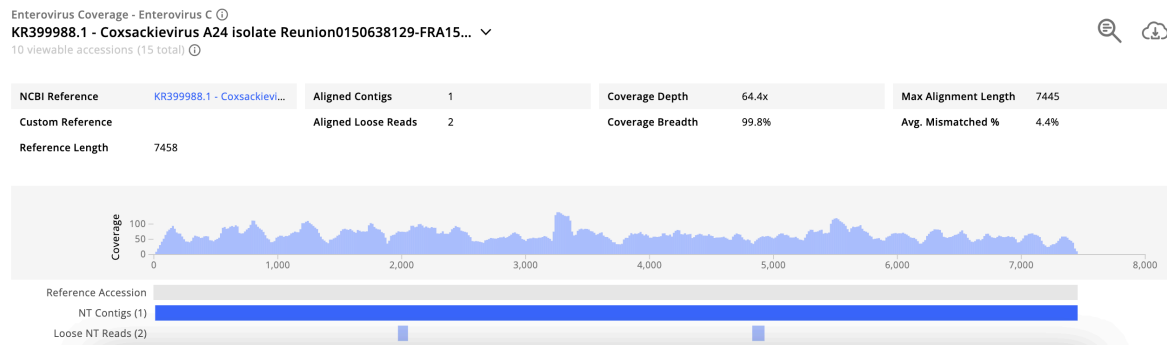 Enterovirus Coverage - Enterovirus C
KR399988.1 - Coxsackievirus A24 isolate Reunion0150638129-FRA15...
10 viewable accessions (15 total)
NCBI Reference KR399988.1 - Coxsackievi... Aligned Contigs 1 Coverage Depth 64.4x Max Alignment Length 7445
Custom Reference Aligned Loose Reads 2 Coverage Breadth 99.8% Avg. Mismatched % 4.4%
Reference Length 7458
Coverage
100
50
0
0 1,000 2,000 3,000 4,000 5,000 6,000 7,000 8,000
Reference Accession
NT Contigs (1)
Loose NT Reads (2)